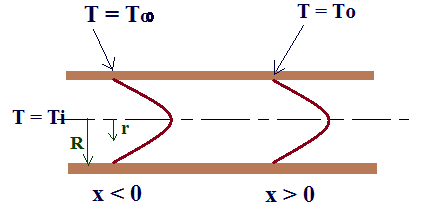 T = T∞
T = To
T = Ti
r
R
x < 0
x > 0